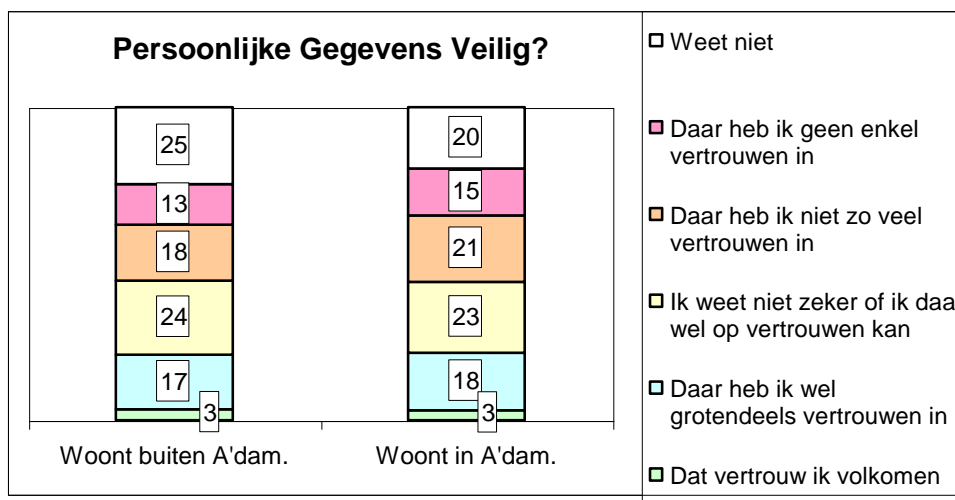 Persoonlijke Gegevens Veilig?
25
13
18
24
17
3
20
15
21
23
18
3
Woont buiten A'dam.
Woont in A'dam.
Weet niet
Daar heb ik geen enkel
vertrouwen in
Daar heb ik niet zo veel
vertrouwen in
Ik weet niet zeker of ik daa
wel op vertrouwen kan
Daar heb ik wel
grotendeels vertrouwen in
Dat vertrouw ik volkomen